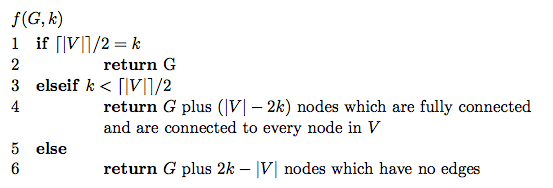 f(G, k)
1 if ⌈|V|⌉/2 = k
2 return G
3 elseif k < ⌈|V|⌉/2
4 return G plus (|V| − 2k) nodes which are fully connected
and are connected to every node in V
5 else
6 return G plus 2k − |V| nodes which have no edges